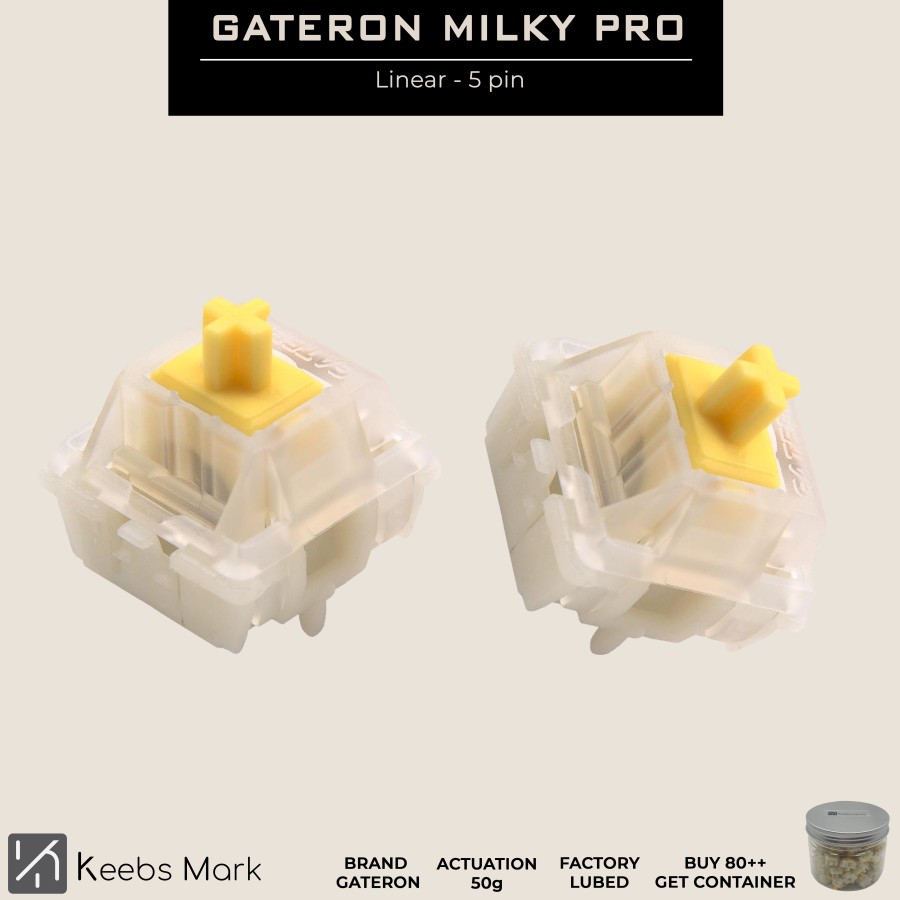 GATERON MILKY PRO
Linear - 5 pin
Keebs Mark
BRAND
GATERON
ACTUATION
50g
FACTORY
LUBED
BUY 80++
GET CONTAINER